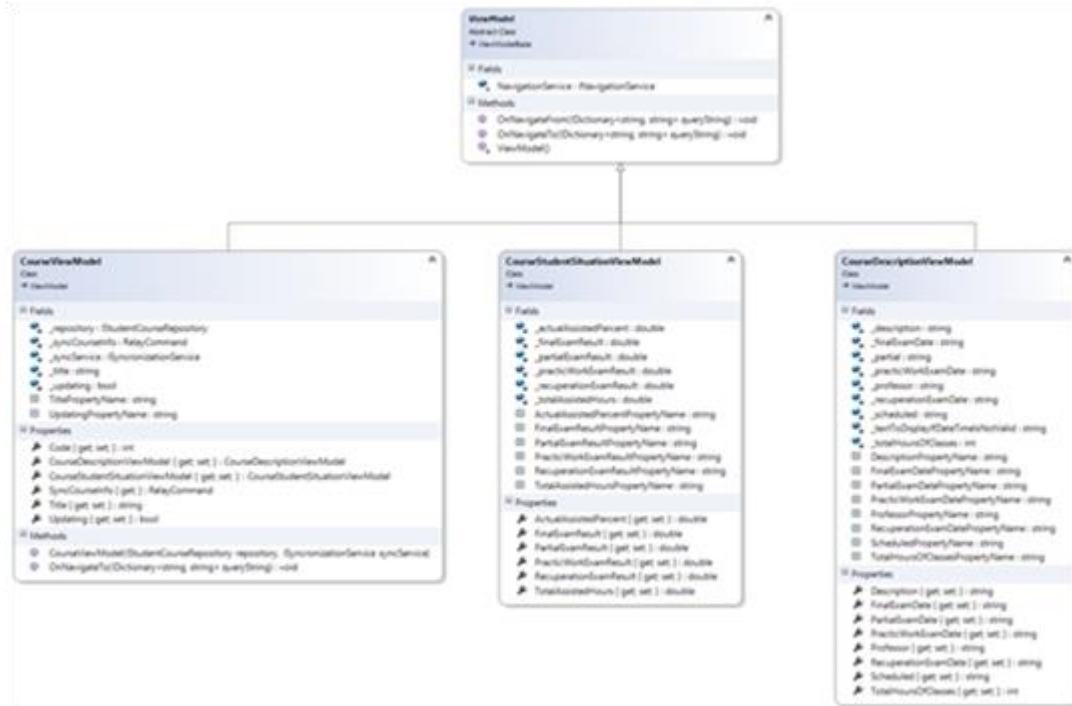 ViewModel
Abstract Class
ViewModelBase
Fields
NavigationService : INavigationService
Methods
OnNavigateFrom(IDictionary<string, string> queryString) : void
OnNavigateTo(IDictionary<string, string> queryString) : void
ViewModel()
CourseViewModel
Class
ViewModel
Fields
_repository : IStudentCourseRepository
_syncCourseInfo : RelayCommand
_syncService : ISyncronizationService
_title : string
_updating : bool
TitlePropertyName : string
UpdatingPropertyName : string
Properties
Code { get; set; } : int
CourseDescriptionViewModel { get; set; } : CourseDescriptionViewModel
CourseStudentSituationViewModel { get; set; } : CourseStudentSituationViewModel
SyncCourseInfo { get; } : RelayCommand
Title { get; set; } : string
Updating { get; set; } : bool
Methods
CourseViewModel(IStudentCourseRepository repository, ISyncronizationService syncService)
OnNavigateTo(IDictionary<string, string> queryString) : void
CourseStudentSituationViewModel
Class
ViewModel
Fields
_actualAssistedPercent : double
_finalExamResult : double
_partialExamResult : double
_practicWorkExamResult : double
_recuperationExamResult : double
_totalAssistedHours : double
ActualAssistedPercentPropertyName : string
FinalExamResultPropertyName : string
PartialExamResultPropertyName : string
PracticWorkExamResultPropertyName : string
RecuperationExamResultPropertyName : string
TotalAssistedHoursPropertyName : string
Properties
ActualAssistedPercent { get; set; } : double
FinalExamResult { get; set; } : double
PartialExamResult { get; set; } : double
PracticWorkExamResult { get; set; } : double
RecuperationExamResult { get; set; } : double
TotalAssistedHours { get; set; } : double
CourseDescriptionViewModel
Class
ViewModel
Fields
_description : string
_finalExamDate : string
_partial : string
_practicWorkExamDate : string
_professor : string
_recuperationExamDate : string
_scheduled : string
_textToDisplayIfDateTimeIsNotValid : string
_totalHoursOfClasses : int
DescriptionPropertyName : string
FinalExamDatePropertyName : string
PartialExamDatePropertyName : string
PracticWorkExamDatePropertyName : string
ProfessorPropertyName : string
RecuperationExamDatePropertyName : string
ScheduledPropertyName : string
TotalHoursOfClassesPropertyName : string
Properties
Description { get; set; } : string
FinalExamDate { get; set; } : string
PartialExamDate { get; set; } : string
PracticWorkExamDate { get; set; } : string
Professor { get; set; } : string
RecuperationExamDate { get; set; } : string
Scheduled { get; set; } : string
TotalHoursOfClasses { get; set; } : int